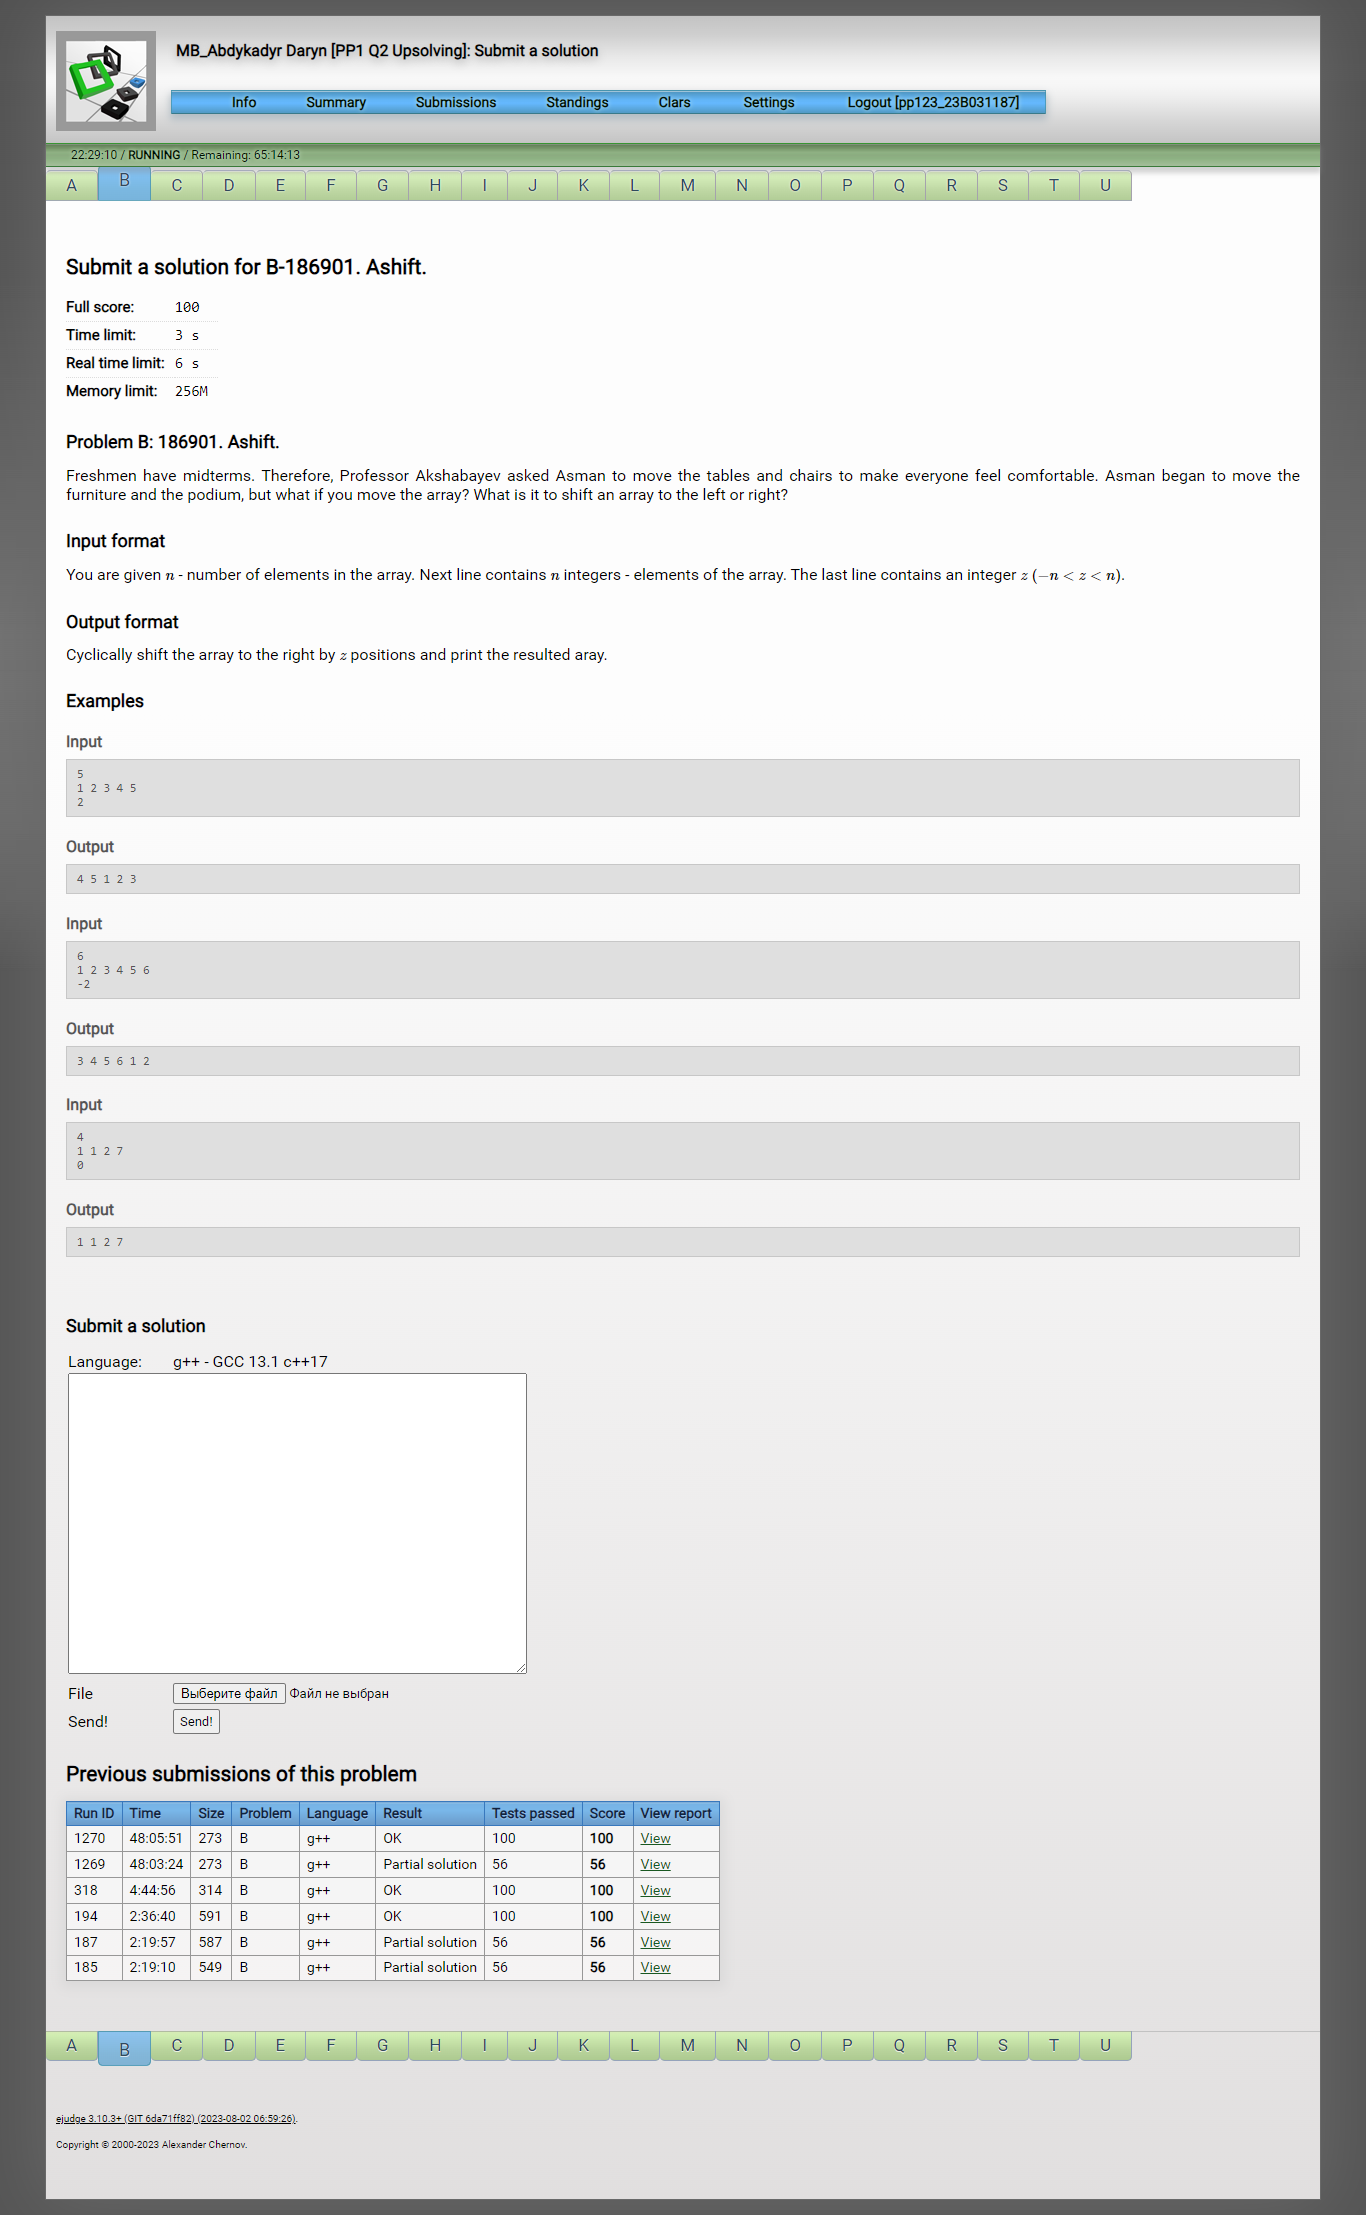 MB_Abdykadyr Daryn [PP1 Q2 Upsolving]: Submit a solution
Info Summary Submissions Standings Clars Settings Logout [pp123_23B031187]
22:29:10 / RUNNING / Remaining: 65:14:13
A B C D E F G H I J K L M N O P Q R S T U
Submit a solution for B-186901. Ashift.
Full score: 100
Time limit: 3 s
Real time limit: 6 s
Memory limit: 256M
Problem B: 186901. Ashift.
Freshmen have midterms. Therefore, Professor Akshabayev asked Asman to move the tables and chairs to make everyone feel comfortable. Asman began to move the
furniture and the podium, but what if you move the array? What is it to shift an array to the left or right?
Input format
You are given n - number of elements in the array. Next line contains n integers - elements of the array. The last line contains an integer z (−n < z < n).
Output format
Cyclically shift the array to the right by z positions and print the resulted aray.
Examples
Input
5
1 2 3 4 5
2
Output
4 5 1 2 3
Input
6
1 2 3 4 5 6
-2
Output
3 4 5 6 1 2
Input
4
1 1 2 7
0
Output
1 1 2 7
Submit a solution
Language: g++ - GCC 13.1 c++17
File Выберите файл Файл не выбран
Send! Send!
Previous submissions of this problem
Run ID Time Size Problem Language Result Tests passed Score View report
1270 48:05:51 273 B g++ OK 100 100 View
1269 48:03:24 273 B g++ Partial solution 56 56 View
318 4:44:56 314 B g++ OK 100 100 View
194 2:36:40 591 B g++ OK 100 100 View
187 2:19:57 587 B g++ Partial solution 56 56 View
185 2:19:10 549 B g++ Partial solution 56 56 View
A B C D E F G H I J K L M N O P Q R S T U
ejudge 3.10.3+ (GIT 6da71ff82) (2023-08-02 06:59:26).
Copyright © 2000-2023 Alexander Chernov.